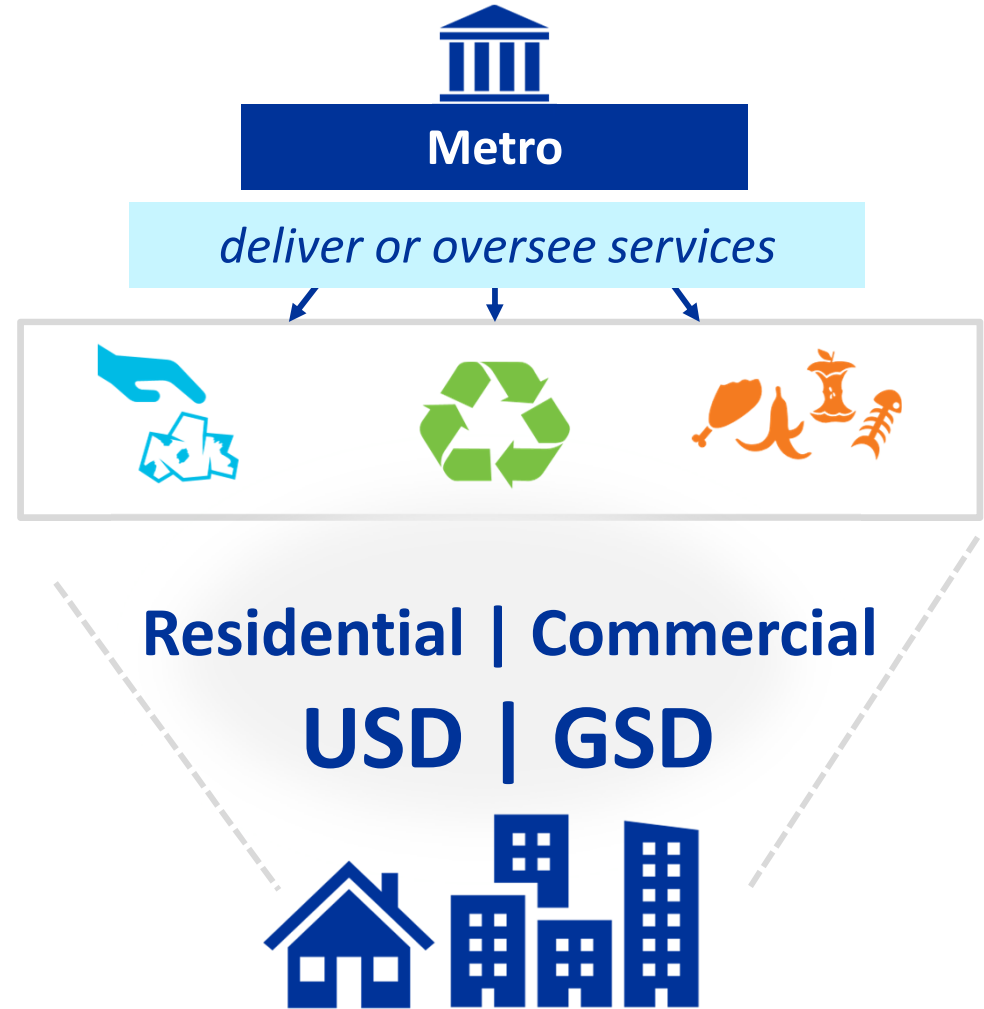 Metro
deliver or oversee services
Residential | Commercial
USD | GSD